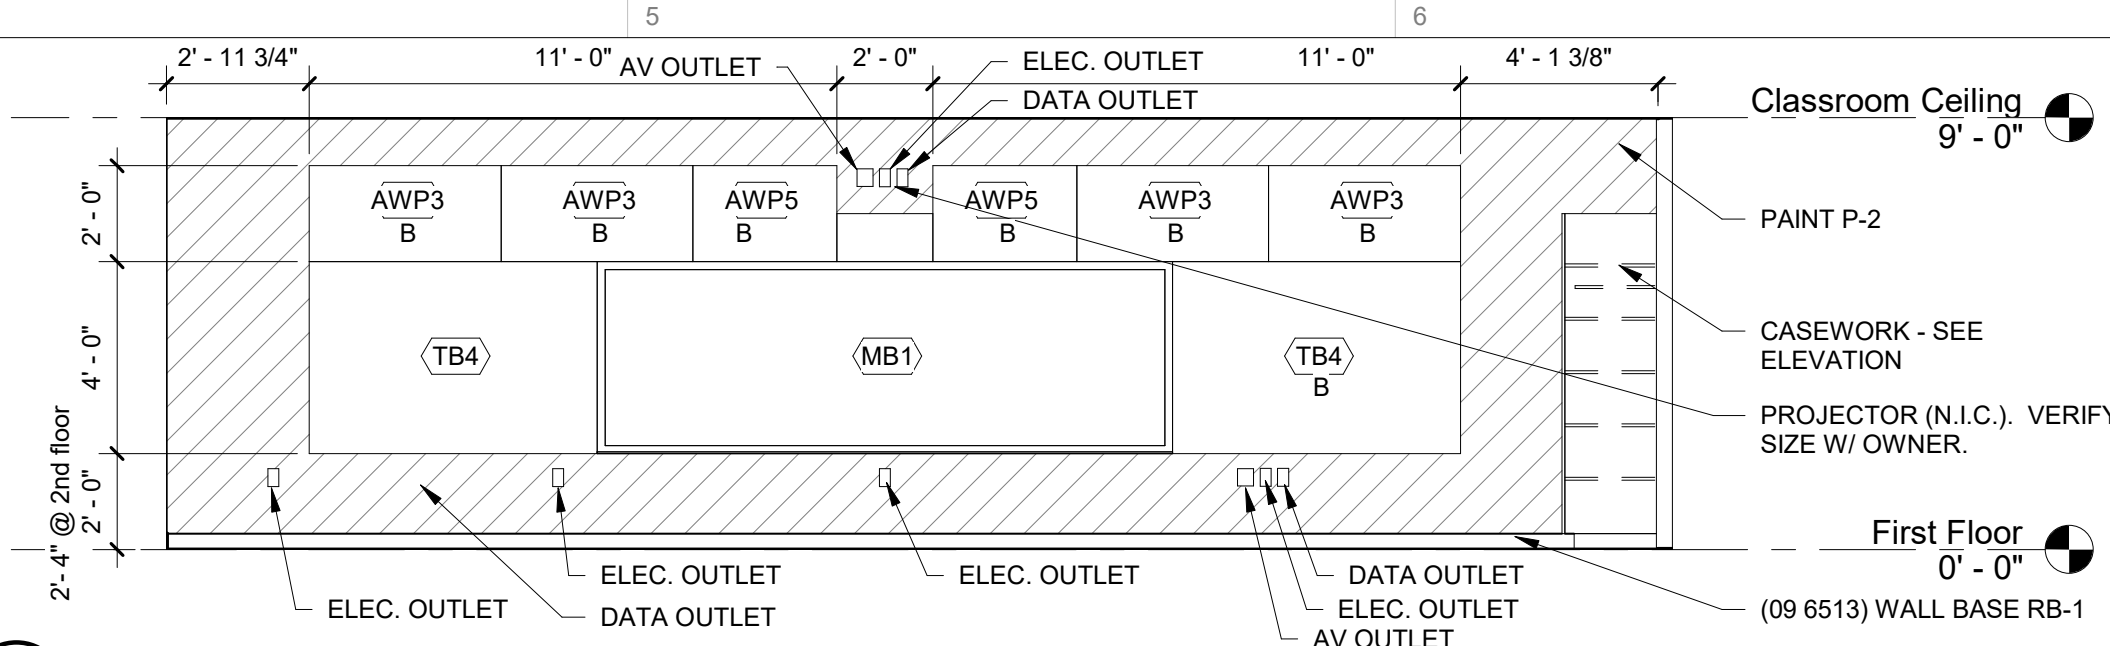 5
6
2' - 11 3/4"
11' - 0"
2' - 0"
11' - 0"
4' - 1 3/8"
AV OUTLET
ELEC. OUTLET
DATA OUTLET
Classroom Ceiling
9' - 0"
2' - 0"
4' - 0"
2' - 0"
2'- 4" @ 2nd floor
AWP3
B
AWP3
B
AWP5
B
AWP5
B
AWP3
B
AWP3
B
TB4
MB1
TB4
B
PAINT P-2
CASEWORK - SEE
ELEVATION
PROJECTOR (N.I.C.). VERIFY
SIZE W/ OWNER.
First Floor
0' - 0"
ELEC. OUTLET
ELEC. OUTLET
DATA OUTLET
ELEC. OUTLET
DATA OUTLET
ELEC. OUTLET
AV OUTLET
(09 6513) WALL BASE RB-1